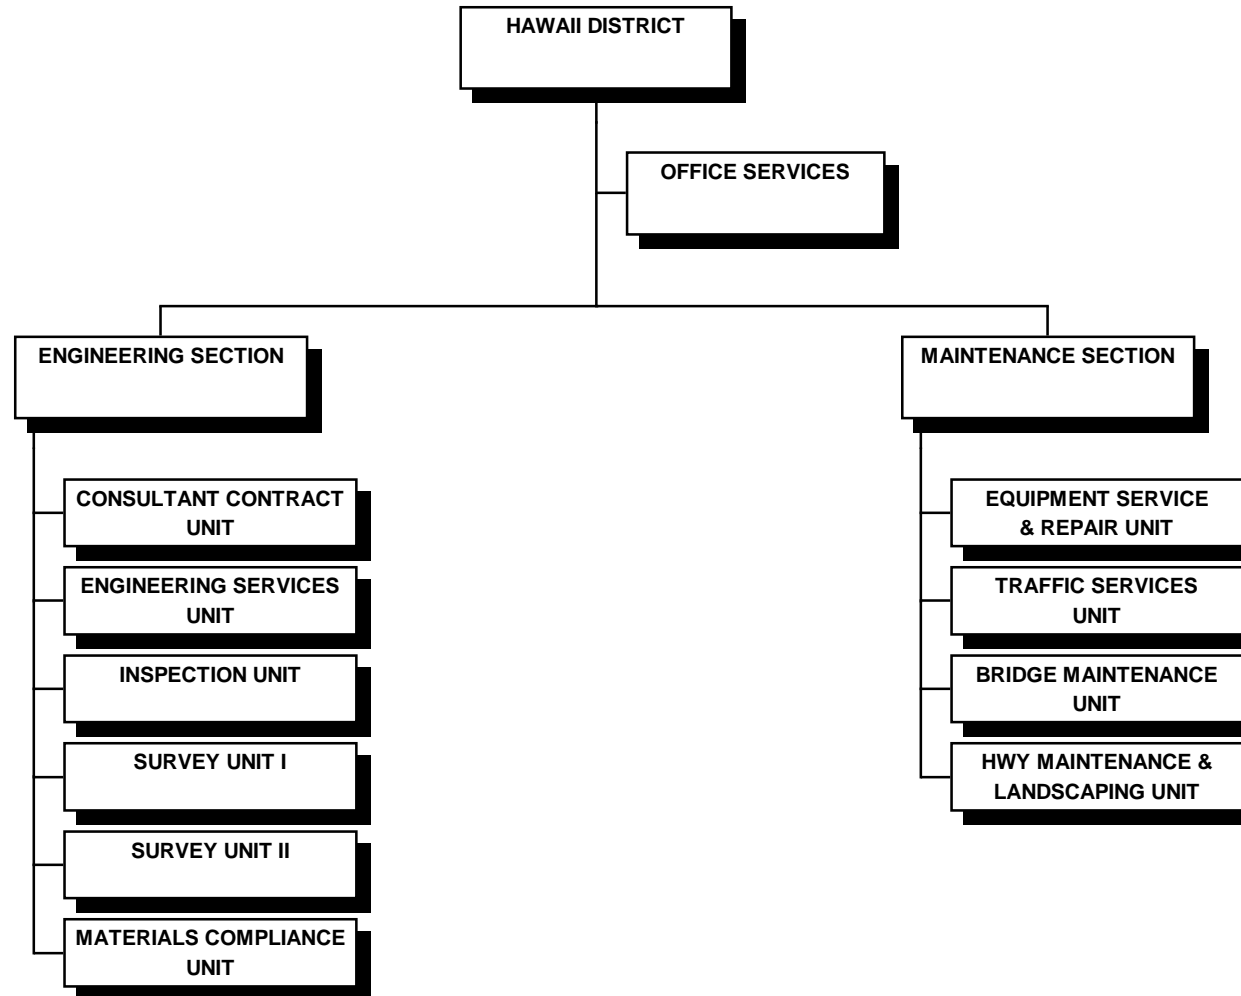 HAWAII DISTRICT
OFFICE SERVICES
ENGINEERING SECTION
CONSULTANT CONTRACT
UNIT
ENGINEERING SERVICES
UNIT
INSPECTION UNIT
SURVEY UNIT I
SURVEY UNIT II
MATERIALS COMPLIANCE
UNIT
MAINTENANCE SECTION
EQUIPMENT SERVICE
& REPAIR UNIT
TRAFFIC SERVICES
UNIT
BRIDGE MAINTENANCE
UNIT
HWY MAINTENANCE &
LANDSCAPING UNIT